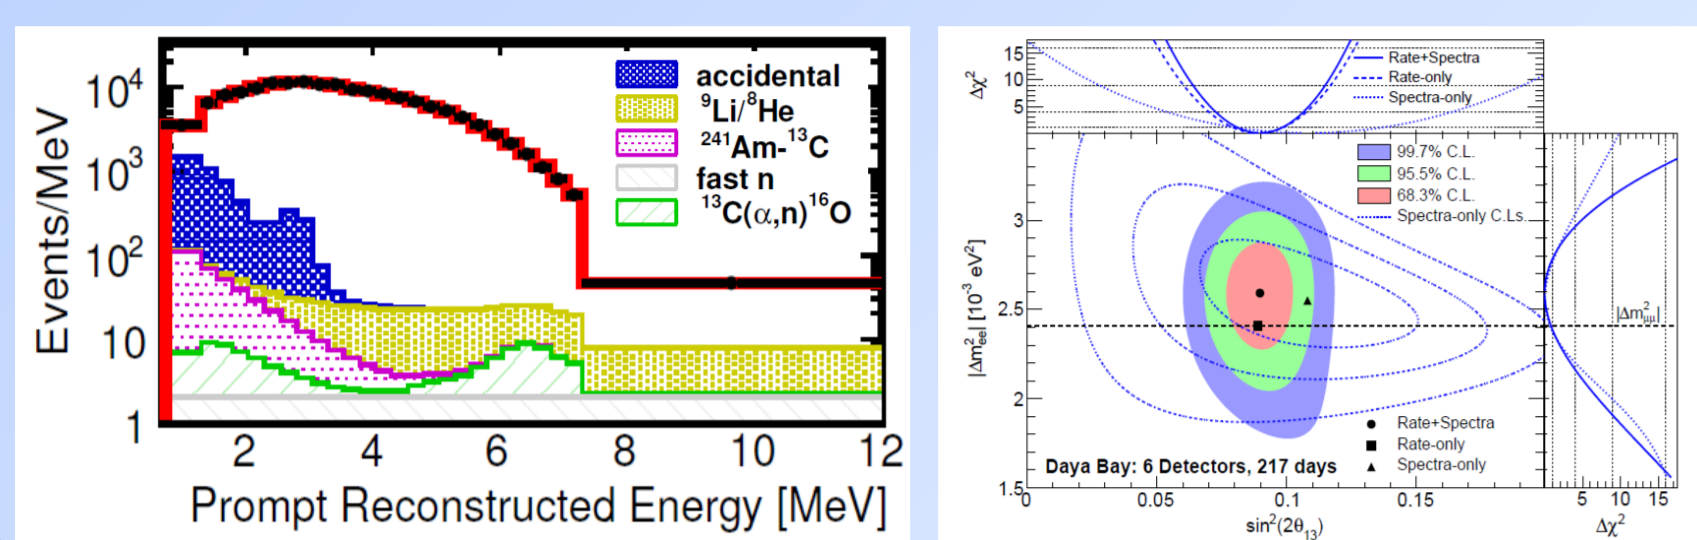 Events/MeV
10⁴
10³
10²
10
1
2 4 6 8 10 12
Prompt Reconstructed Energy [MeV]
accidental
⁹Li/⁸He
²⁴¹Am-¹³C
fast n
¹³C(α,n)¹⁶O
Δχ²
15
10
5
Rate+Spectra
Rate-only
Spectra-only
99.7% C.L.
95.5% C.L.
68.3% C.L.
Spectra-only C.Ls.
|Δm²ₑₑ| [10⁻³ eV²]
3
2.5
2
1.5
|Δm²μμ|
Rate+Spectra
Rate-only
Spectra-only
Daya Bay: 6 Detectors, 217 days
0 0.05 0.1 0.15
sin²(2θ₁₃)
5 10 15
Δχ²